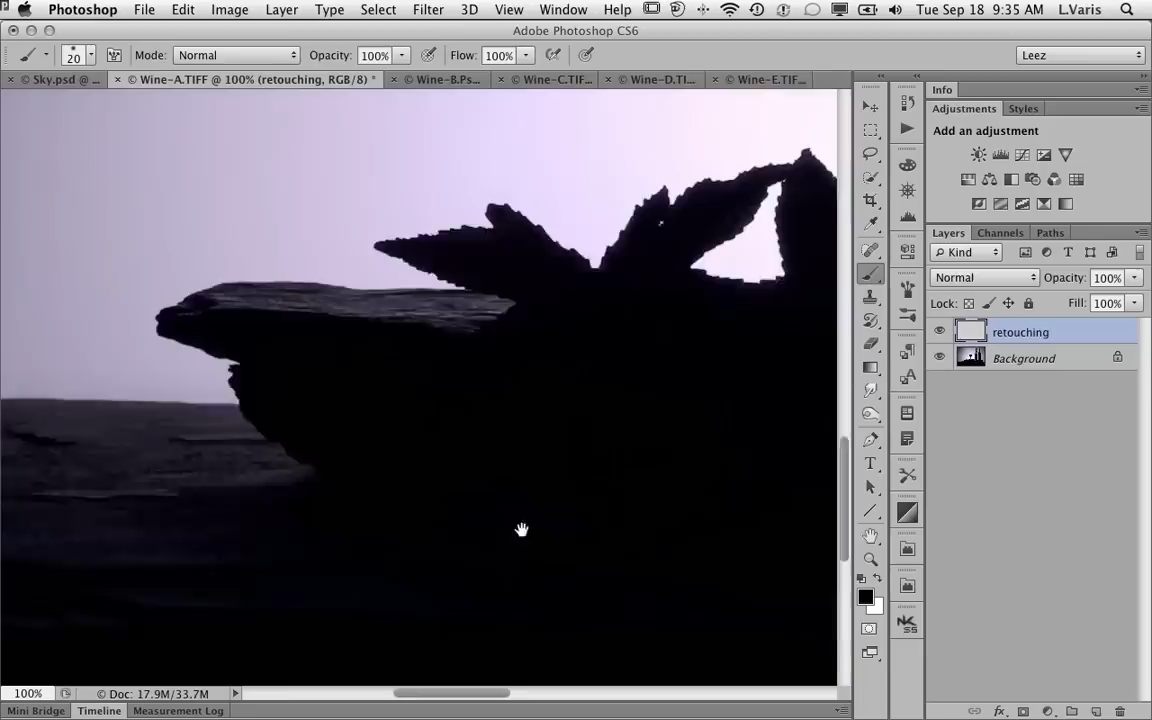 Photoshop File Edit Image Layer Type Select Filter 3D View Window Help Tue Sep 18 9:35 AM L.Varis
Adobe Photoshop CS6
20 Mode: Normal Opacity: 100% Flow: 100% Leez
× © Sky.psd @ ... × © Wine-A.TIFF @ 100% (retouching, RGB/8) * × © Wine-B.Ps... × © Wine-C.TIF... × © Wine-D.TI... × © Wine-E.TIF...
Info
Adjustments Styles
Add an adjustment
Layers Channels Paths
Kind
Normal Opacity: 100%
Lock: Fill: 100%
retouching
Background
100% © Doc: 17.9M/33.7M
Mini Bridge Timeline Measurement Log